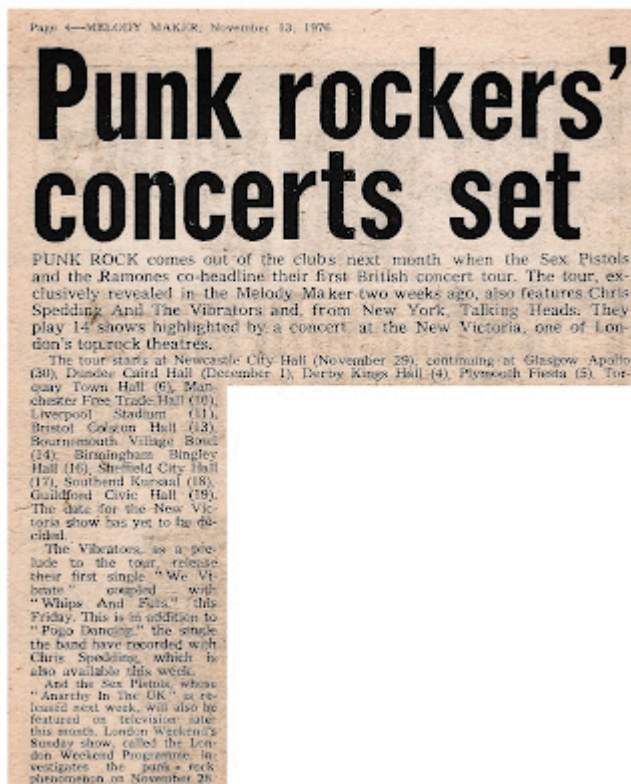 Page 4—MELODY MAKER, November 13, 1976
Punk rockers'
concerts set
PUNK ROCK comes out of the clubs next month when the Sex Pistols
and the Ramones co-headline their first British concert tour. The tour, ex-
clusively revealed in the Melody Maker two weeks ago, also features Chris
Spedding And The Vibrators and, from New York, Talking Heads. They
play 14 shows highlighted by a concert at the New Victoria, one of Lon-
don's top rock theatres.
The tour starts at Newcastle City Hall (November 29), continuing at Glasgow Apollo
(30), Dundee Caird Hall (December 1), Derby Kings Hall (4), Plymouth Fiesta (5), Tor-
quay Town Hall (6), Man-
chester Free Trade Hall (10),
Liverpool Stadium (11),
Bristol Colston Hall (13),
Bournemouth Village Bowl
(14), Birmingham Bingley
Hall (16), Sheffield City Hall
(17), Southend Kursaal (18),
Guildford Civic Hall (19).
The date for the New Vic-
toria show has yet to be de-
cided.
The Vibrators, as a pre-
lude to the tour, release
their first single "We Vi-
brate" coupled with
"Whips And Furs," this
Friday. This is in addition to
"Pogo Dancing," the single
the band have recorded with
Chris Spedding, which is
also available this week.
And the Sex Pistols, whose
"Anarchy In The UK" is re-
leased next week, will also be
featured on television later
this month. London Weekend's
Sunday show, called the Lon-
don Weekend Programme, in-
vestigates the punk-rock
phenomenon on November 28.